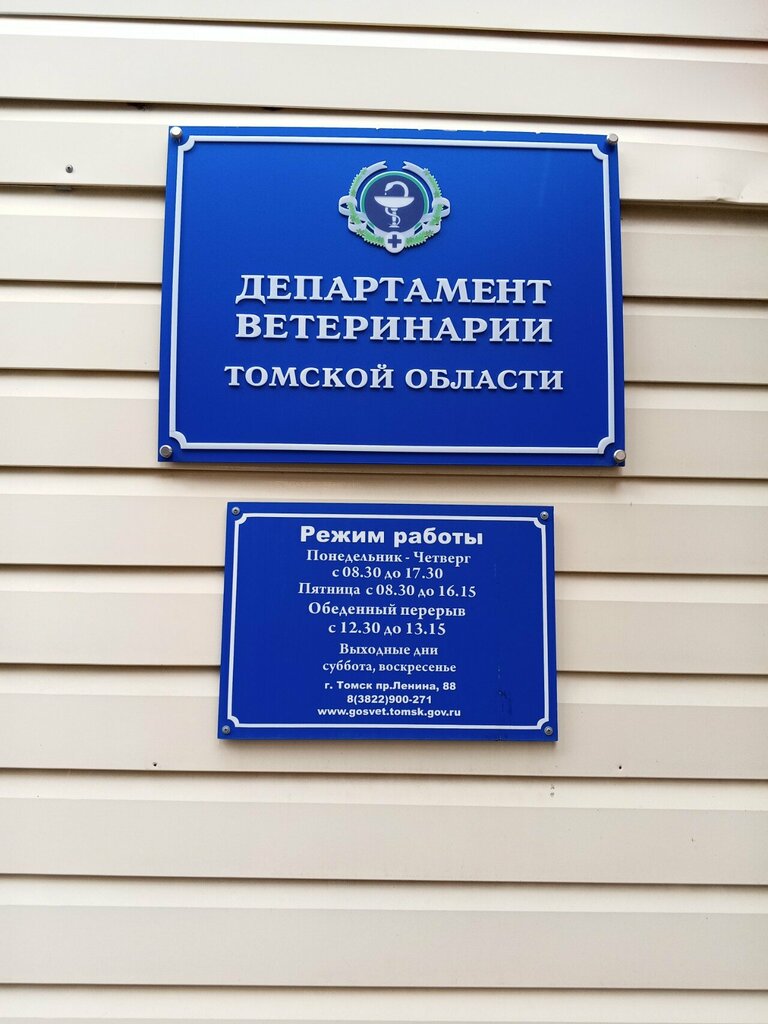 ДЕПАРТАМЕНТ
ВЕТЕРИНАРИИ
ТОМСКОЙ ОБЛАСТИ
Режим работы
Понедельник - Четверг
с 08.30 до 17.30
Пятница с 08.30 до 16.15
Обеденный перерыв
с 12.30 до 13.15
Выходные дни
суббота, воскресенье
г. Томск пр.Ленина, 88
8(3822)900-271
www.gosvet.tomsk.gov.ru